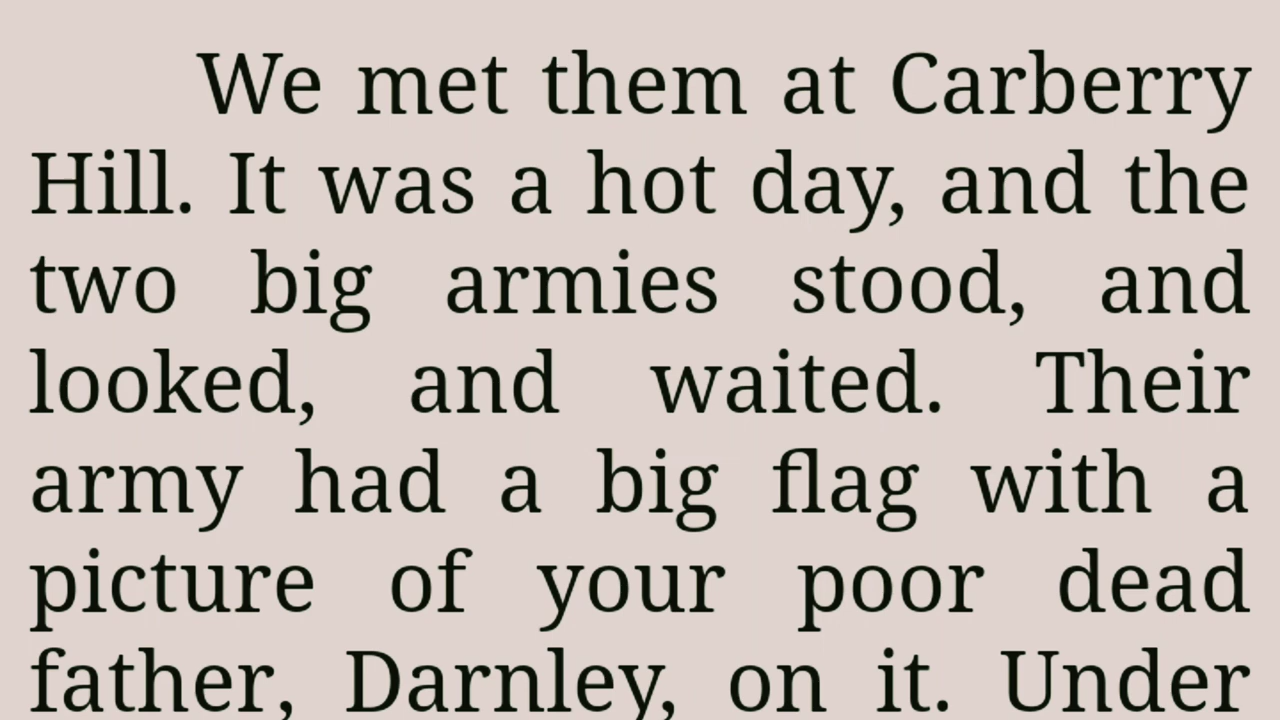 We met them at Carberry
Hill. It was a hot day, and the
two big armies stood, and
looked, and waited. Their
army had a big flag with a
picture of your poor dead
father, Darnley, on it. Under